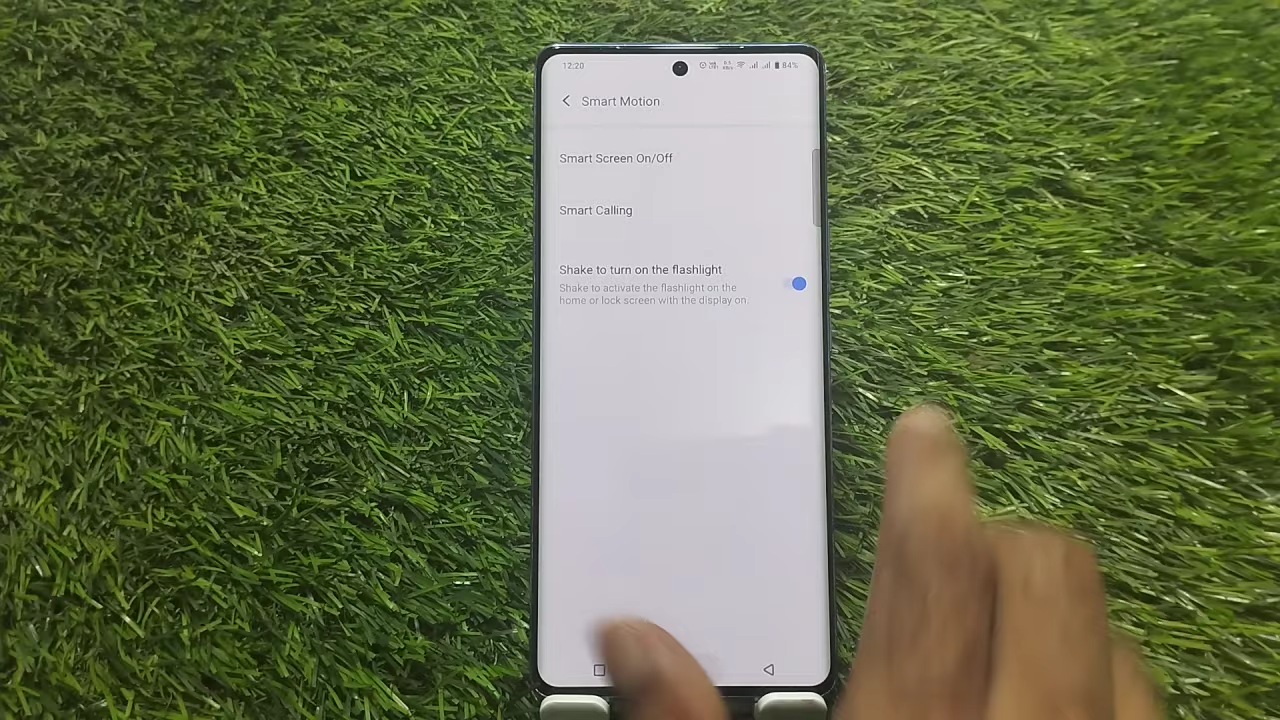 12:20
84%
Smart Motion
Smart Screen On/Off
Smart Calling
Shake to turn on the flashlight
Shake to activate the flashlight on the
home or lock screen with the display on.